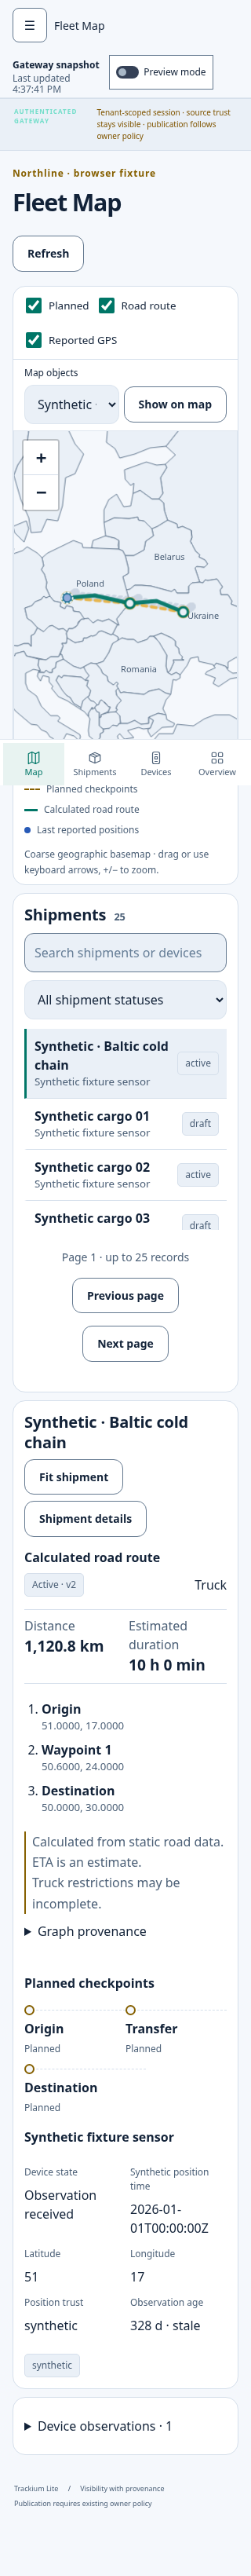 ☰ Fleet Map
Gateway snapshot
Last updated
4:37:41 PM
Preview mode
AUTHENTICATED
GATEWAY
Tenant-scoped session · source trust
stays visible · publication follows
owner policy
Northline · browser fixture
Fleet Map
Refresh
Planned
Road route
Reported GPS
Map objects
Synthetic ·
Show on map
+
−
Belarus
Poland
Ukraine
Romania
Map
Shipments
Devices
Overview
Planned checkpoints
Calculated road route
Last reported positions
Coarse geographic basemap · drag or use
keyboard arrows, +/− to zoom.
Shipments 25
Search shipments or devices
All shipment statuses
Synthetic · Baltic cold
chain
Synthetic fixture sensor
active
Synthetic cargo 01
Synthetic fixture sensor
draft
Synthetic cargo 02
Synthetic fixture sensor
active
Synthetic cargo 03
draft
Page 1 · up to 25 records
Previous page
Next page
Synthetic · Baltic cold
chain
Fit shipment
Shipment details
Calculated road route
Active · v2
Truck
Distance
1,120.8 km
Estimated
duration
10 h 0 min
1. Origin
51.0000, 17.0000
2. Waypoint 1
50.6000, 24.0000
3. Destination
50.0000, 30.0000
Calculated from static road data.
ETA is an estimate.
Truck restrictions may be
incomplete.
Graph provenance
Planned checkpoints
Origin
Planned
Transfer
Planned
Destination
Planned
Synthetic fixture sensor
Device state
Observation
received
Synthetic position
time
2026-01-
01T00:00:00Z
Latitude
51
Longitude
17
Position trust
synthetic
Observation age
328 d · stale
synthetic
Device observations · 1
Trackium Lite / Visibility with provenance
Publication requires existing owner policy